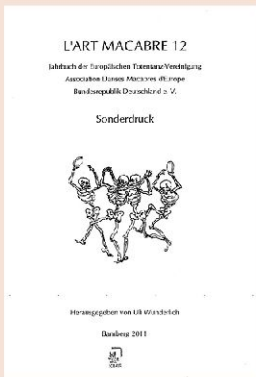 L'ART MACABRE 12
Jahrbuch der Europäischen Totentanz-Vereinigung
Association Danses Macabres d'Europe
Bundesrepublik Deutschland e. V.
Sonderdruck
Herausgegeben von Uli Wunderlich
Bamberg 2011